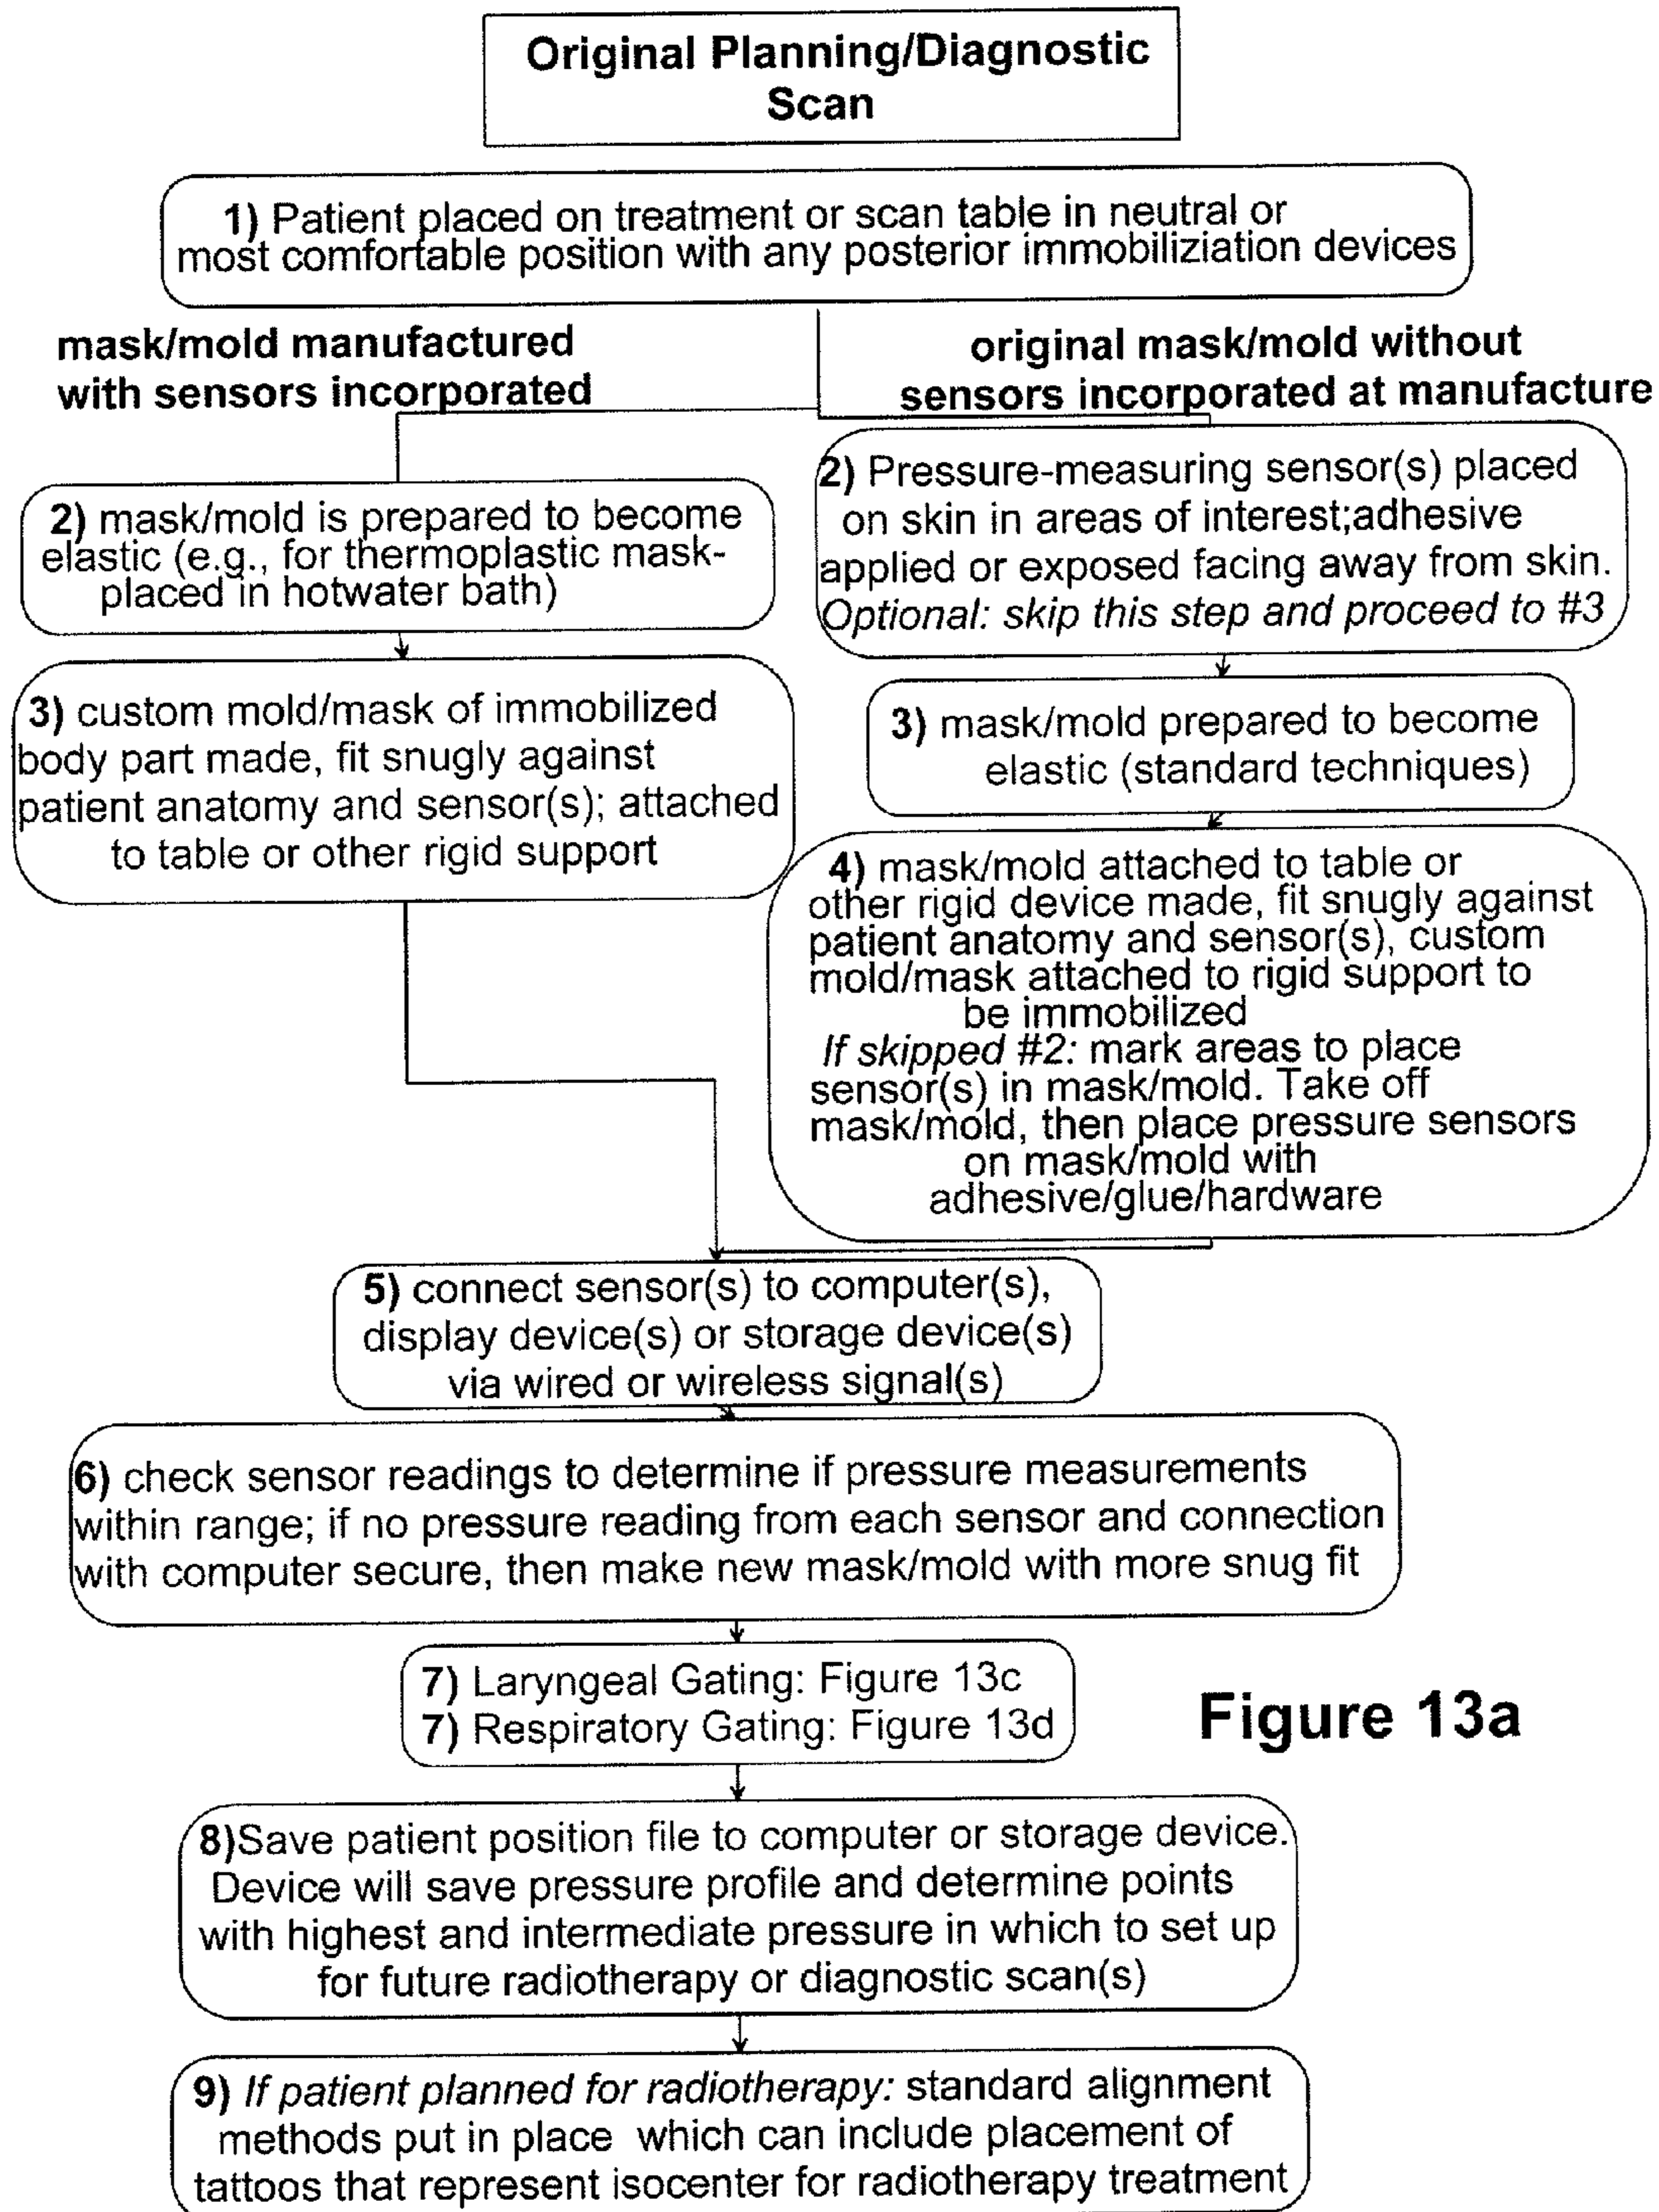 Original Planning/Diagnostic
Scan
1) Patient placed on treatment or scan table in neutral or
most comfortable position with any posterior immobiliziation devices
mask/mold manufactured
with sensors incorporated
original mask/mold without
sensors incorporated at manufacture
2) mask/mold is prepared to become
elastic (e.g., for thermoplastic mask-
placed in hotwater bath)
3) custom mold/mask of immobilized
body part made, fit snugly against
patient anatomy and sensor(s); attached
to table or other rigid support
2) Pressure-measuring sensor(s) placed
on skin in areas of interest;adhesive
applied or exposed facing away from skin.
Optional: skip this step and proceed to #3
3) mask/mold prepared to become
elastic (standard techniques)
4) mask/mold attached to table or
other rigid device made, fit snugly against
patient anatomy and sensor(s), custom
mold/mask attached to rigid support to
be immobilized
If skipped #2: mark areas to place
sensor(s) in mask/mold. Take off
mask/mold, then place pressure sensors
on mask/mold with
adhesive/glue/hardware
5) connect sensor(s) to computer(s),
display device(s) or storage device(s)
via wired or wireless signal(s)
6) check sensor readings to determine if pressure measurements
within range; if no pressure reading from each sensor and connection
with computer secure, then make new mask/mold with more snug fit
7) Laryngeal Gating: Figure 13c
7) Respiratory Gating: Figure 13d
Figure 13a
8)Save patient position file to computer or storage device.
Device will save pressure profile and determine points
with highest and intermediate pressure in which to set up
for future radiotherapy or diagnostic scan(s)
9) If patient planned for radiotherapy: standard alignment
methods put in place which can include placement of
tattoos that represent isocenter for radiotherapy treatment